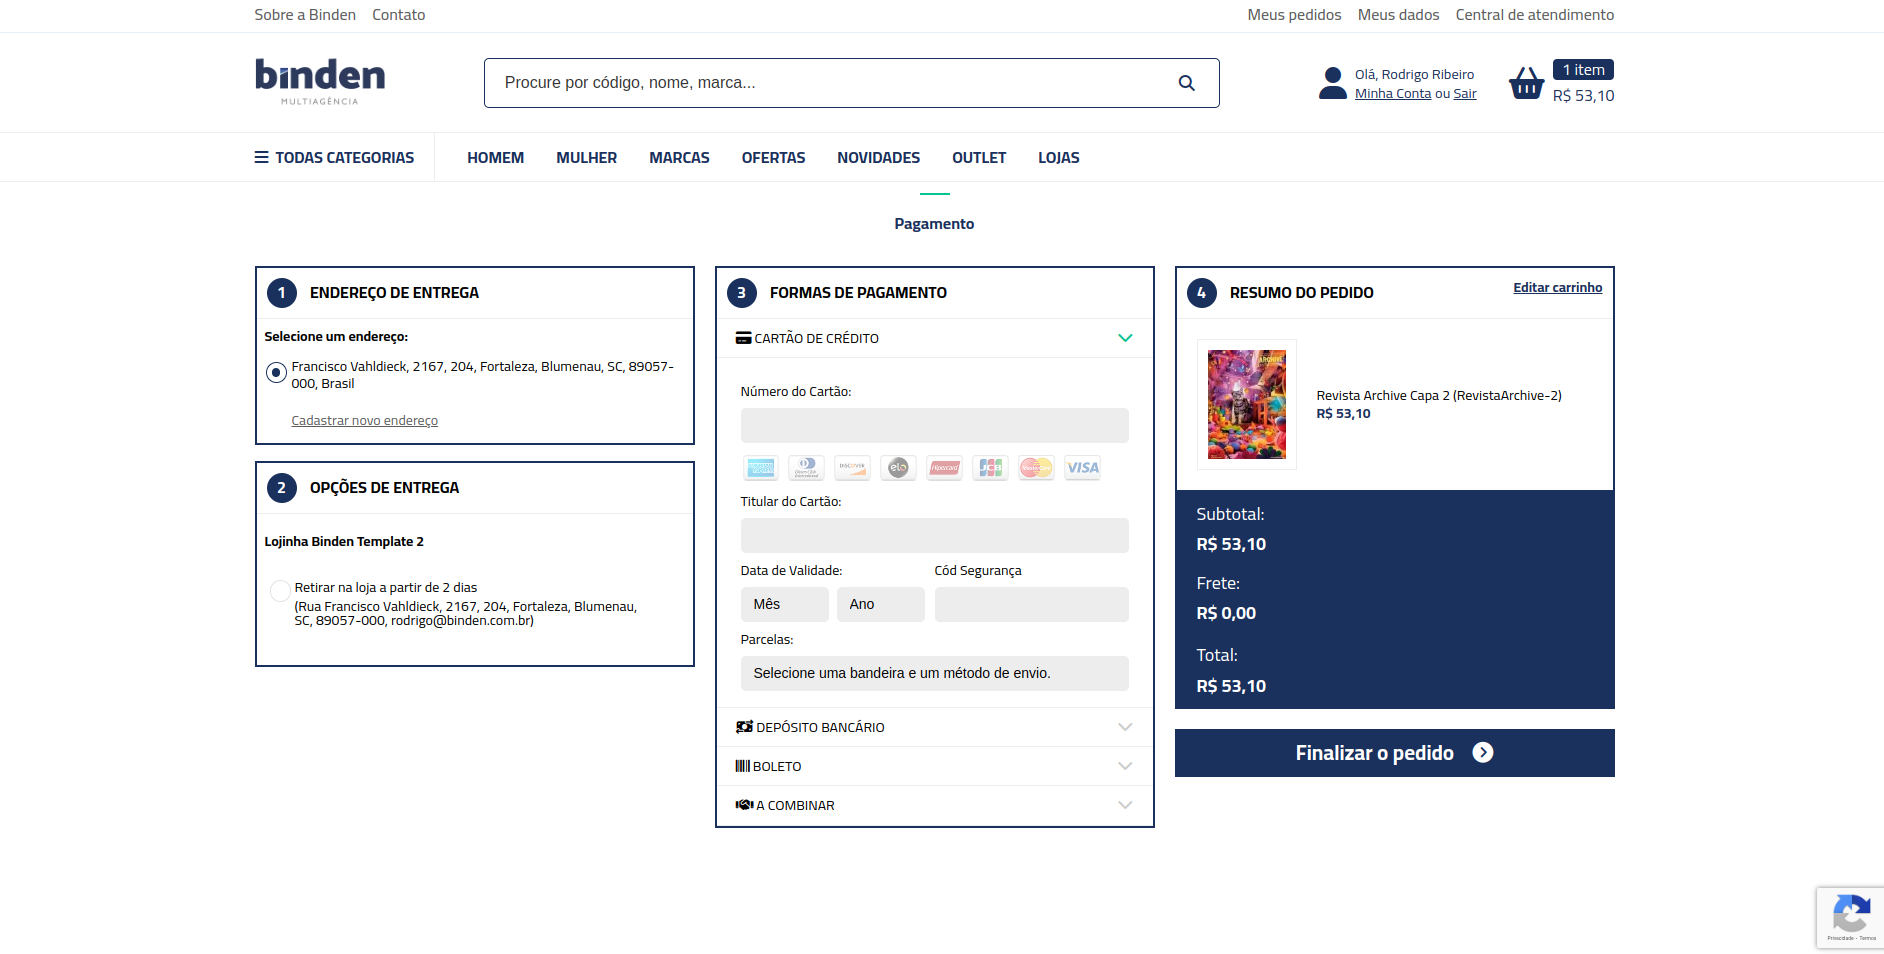 Sobre a Binden Contato
Meus pedidos Meus dados Central de atendimento
binden
MULTIAGÊNCIA
Procure por código, nome, marca...
Olá, Rodrigo Ribeiro
Minha Conta ou Sair
1 item
R$ 53,10
TODAS CATEGORIAS HOMEM MULHER MARCAS OFERTAS NOVIDADES OUTLET LOJAS
Pagamento
1 ENDEREÇO DE ENTREGA
Selecione um endereço:
Francisco Vahldieck, 2167, 204, Fortaleza, Blumenau, SC, 89057-
000, Brasil
Cadastrar novo endereço
2 OPÇÕES DE ENTREGA
Lojinha Binden Template 2
Retirar na loja a partir de 2 dias
(Rua Francisco Vahldieck, 2167, 204, Fortaleza, Blumenau,
SC, 89057-000, rodrigo@binden.com.br)
3 FORMAS DE PAGAMENTO
CARTÃO DE CRÉDITO
Número do Cartão:
DISCOVER elo Hipercard JCB MasterCard VISA
Titular do Cartão:
Data de Validade: Cód Segurança
Mês Ano
Parcelas:
Selecione uma bandeira e um método de envio.
DEPÓSITO BANCÁRIO
BOLETO
A COMBINAR
4 RESUMO DO PEDIDO Editar carrinho
ARCHIVE
Revista Archive Capa 2 (RevistaArchive-2)
R$ 53,10
Subtotal:
R$ 53,10
Frete:
R$ 0,00
Total:
R$ 53,10
Finalizar o pedido
Privacidade - Termos